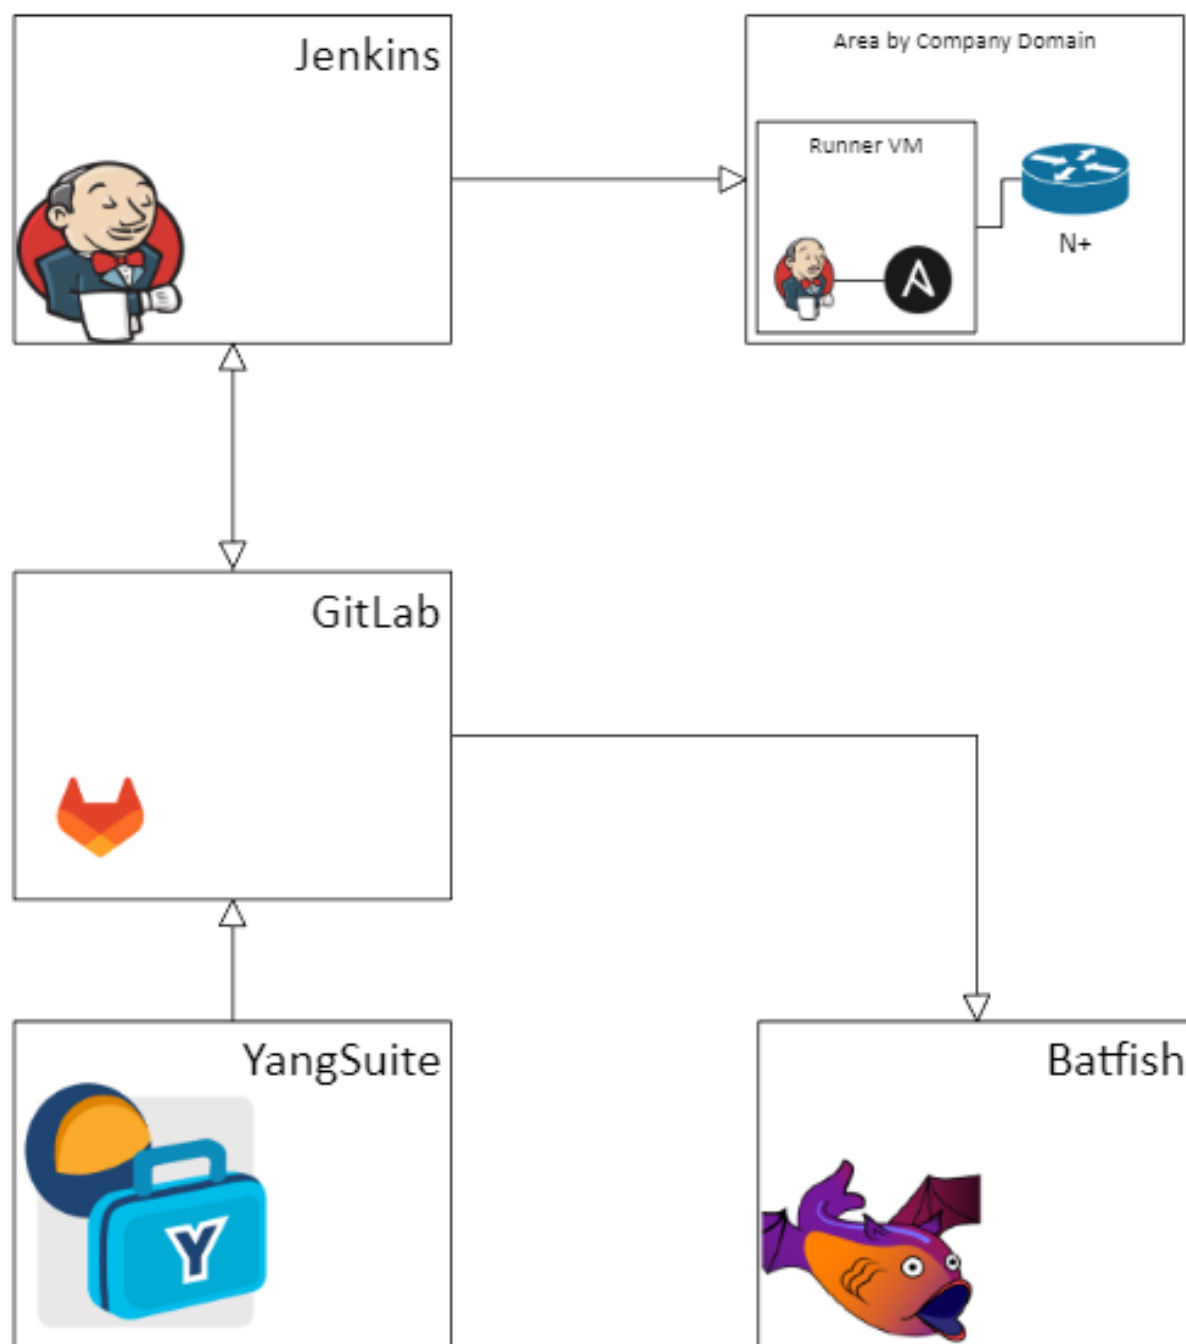 Jenkins
Area by Company Domain
Runner VM
N+
GitLab
YangSuite
Y
Batfish